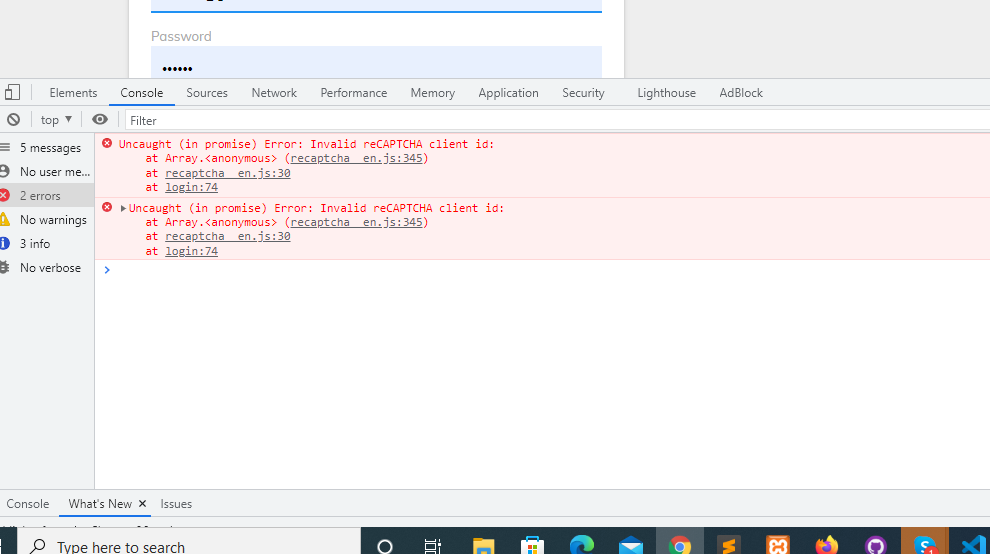 Password
••••••
Elements Console Sources Network Performance Memory Application Security Lighthouse AdBlock
top ▼ Filter
5 messages
No user me...
2 errors
No warnings
3 info
No verbose
Uncaught (in promise) Error: Invalid reCAPTCHA client id:
at Array.<anonymous> (recaptcha__en.js:345)
at recaptcha__en.js:30
at login:74
Uncaught (in promise) Error: Invalid reCAPTCHA client id:
at Array.<anonymous> (recaptcha__en.js:345)
at recaptcha__en.js:30
at login:74
Console What's New × Issues
Type here to search